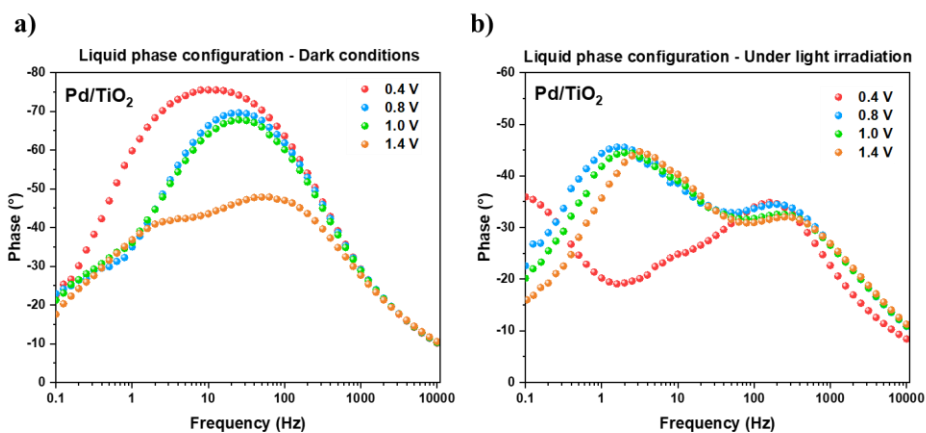 a)
Liquid phase configuration - Dark conditions
Pd/TiO₂
0.4 V
0.8 V
1.0 V
1.4 V
-80
-70
-60
-50
-40
-30
-20
-10
0
Phase (°)
0.1 1 10 100 1000 10000
Frequency (Hz)
b)
Liquid phase configuration - Under light irradiation
Pd/TiO₂
0.4 V
0.8 V
1.0 V
1.4 V
-60
-50
-40
-30
-20
-10
0
Phase (°)
0.1 1 10 100 1000 10000
Frequency (Hz)